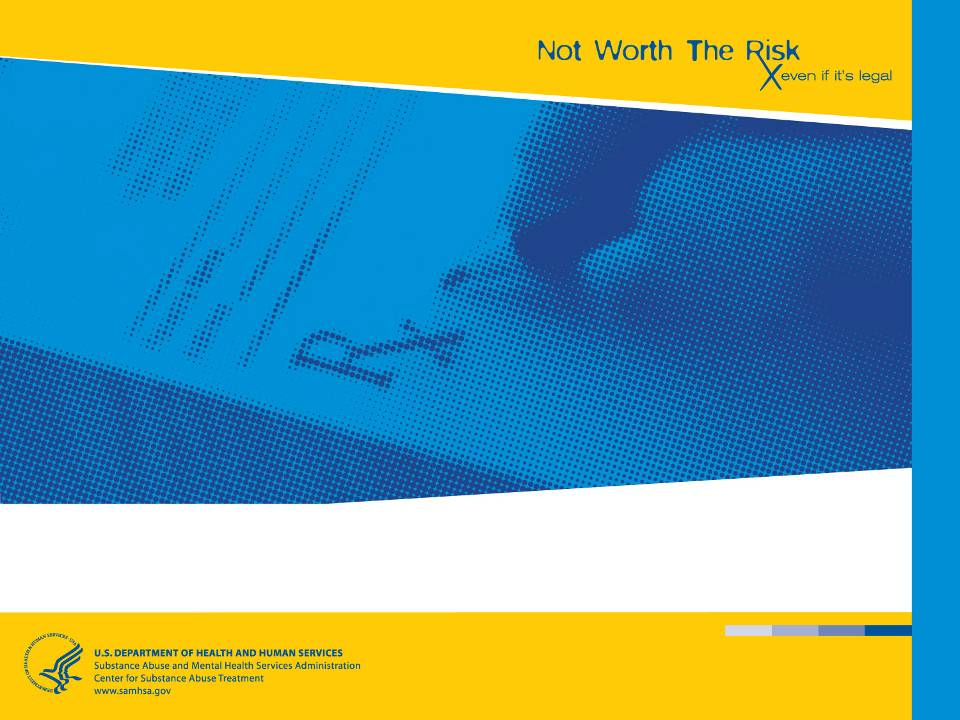 Not Worth The Risk
even if it's legal
Rx
U.S. DEPARTMENT OF HEALTH AND HUMAN SERVICES
Substance Abuse and Mental Health Services Administration
Center for Substance Abuse Treatment
www.samhsa.gov